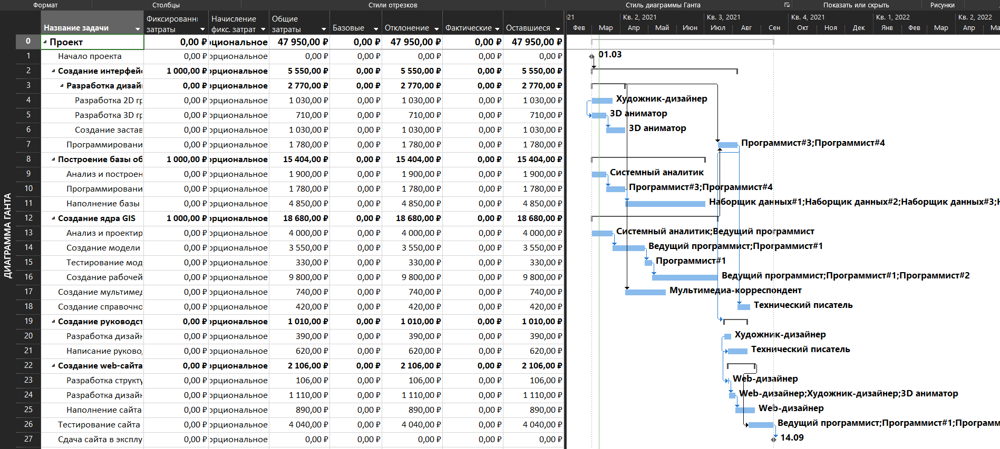 Формат Столбцы Стили отрезков Стиль диаграммы Ганта Показать или скрыть Рисунки
ДИАГРАММА ГАНТА
Название задачи Фиксированн затраты Начисление фикс. затрат Общие затраты Базовые Отклонение Фактические Оставшиеся
21 Кв. 2, 2021 Кв. 3, 2021 Кв. 4, 2021 Кв. 1, 2022 Кв. 2, 2022
Фев Мар Апр Июн Июл Авг Сен Окт Ноя Дек Янв Фев Мар Апр Ма
0 Проект 0,00 ₽ орциональное 47 950,00 ₽ 0,00 ₽ 47 950,00 ₽ 0,00 ₽ 47 950,00 ₽
1 Начало проекта 0,00 ₽ орциональное 0,00 ₽ 0,00 ₽ 0,00 ₽ 0,00 ₽ 0,00 ₽ 01.03
2 Создание интерфей 1 000,00 ₽ орциональное 5 550,00 ₽ 0,00 ₽ 5 550,00 ₽ 0,00 ₽ 5 550,00 ₽
3 Разработка дизай 0,00 ₽ орциональное 2 770,00 ₽ 0,00 ₽ 2 770,00 ₽ 0,00 ₽ 2 770,00 ₽
4 Разработка 2D гр 0,00 ₽ орциональное 1 030,00 ₽ 0,00 ₽ 1 030,00 ₽ 0,00 ₽ 1 030,00 ₽ Художник-дизайнер
5 Разработка 3D гр 0,00 ₽ орциональное 710,00 ₽ 0,00 ₽ 710,00 ₽ 0,00 ₽ 710,00 ₽ 3D аниматор
6 Создание застав 0,00 ₽ орциональное 1 030,00 ₽ 0,00 ₽ 1 030,00 ₽ 0,00 ₽ 1 030,00 ₽ 3D аниматор
7 Программировани 0,00 ₽ орциональное 1 780,00 ₽ 0,00 ₽ 1 780,00 ₽ 0,00 ₽ 1 780,00 ₽ Программист#3;Программист#4
8 Построение базы об 1 000,00 ₽ орциональное 15 404,00 ₽ 0,00 ₽ 15 404,00 ₽ 0,00 ₽ 15 404,00 ₽
9 Анализ и построен 0,00 ₽ орциональное 1 900,00 ₽ 0,00 ₽ 1 900,00 ₽ 0,00 ₽ 1 900,00 ₽ Системный аналитик
10 Программировани 0,00 ₽ орциональное 1 780,00 ₽ 0,00 ₽ 1 780,00 ₽ 0,00 ₽ 1 780,00 ₽ Программист#3;Программист#4
11 Наполнение базы 0,00 ₽ орциональное 4 850,00 ₽ 0,00 ₽ 4 850,00 ₽ 0,00 ₽ 4 850,00 ₽ Наборщик данных#1;Наборщик данных#2;Наборщик данных#3;Н
12 Создание ядра GIS 1 000,00 ₽ орциональное 18 680,00 ₽ 0,00 ₽ 18 680,00 ₽ 0,00 ₽ 18 680,00 ₽
13 Анализ и проектир 0,00 ₽ орциональное 4 000,00 ₽ 0,00 ₽ 4 000,00 ₽ 0,00 ₽ 4 000,00 ₽ Системный аналитик;Ведущий программист
14 Создание модели 0,00 ₽ орциональное 3 550,00 ₽ 0,00 ₽ 3 550,00 ₽ 0,00 ₽ 3 550,00 ₽ Ведущий программист;Программист#1
15 Тестирование мод 0,00 ₽ орциональное 330,00 ₽ 0,00 ₽ 330,00 ₽ 0,00 ₽ 330,00 ₽ Программист#1
16 Создание рабочей 0,00 ₽ орциональное 9 800,00 ₽ 0,00 ₽ 9 800,00 ₽ 0,00 ₽ 9 800,00 ₽ Ведущий программист;Программист#1;Программист#2
17 Создание мультимед 0,00 ₽ орциональное 740,00 ₽ 0,00 ₽ 740,00 ₽ 0,00 ₽ 740,00 ₽ Мультимедиа-корреспондент
18 Создание справочно 0,00 ₽ орциональное 420,00 ₽ 0,00 ₽ 420,00 ₽ 0,00 ₽ 420,00 ₽ Технический писатель
19 Создание руководст 0,00 ₽ орциональное 1 010,00 ₽ 0,00 ₽ 1 010,00 ₽ 0,00 ₽ 1 010,00 ₽
20 Разработка дизайн 0,00 ₽ орциональное 390,00 ₽ 0,00 ₽ 390,00 ₽ 0,00 ₽ 390,00 ₽ Художник-дизайнер
21 Написание руково 0,00 ₽ орциональное 620,00 ₽ 0,00 ₽ 620,00 ₽ 0,00 ₽ 620,00 ₽ Технический писатель
22 Создание web-сайта 0,00 ₽ орциональное 2 106,00 ₽ 0,00 ₽ 2 106,00 ₽ 0,00 ₽ 2 106,00 ₽
23 Разработка структу 0,00 ₽ орциональное 106,00 ₽ 0,00 ₽ 106,00 ₽ 0,00 ₽ 106,00 ₽ Web-дизайнер
24 Разработка дизайн 0,00 ₽ орциональное 1 110,00 ₽ 0,00 ₽ 1 110,00 ₽ 0,00 ₽ 1 110,00 ₽ Web-дизайнер;Художник-дизайнер;3D аниматор
25 Наполнение сайта 0,00 ₽ орциональное 890,00 ₽ 0,00 ₽ 890,00 ₽ 0,00 ₽ 890,00 ₽ Web-дизайнер
26 Тестирование сайта 0,00 ₽ орциональное 4 040,00 ₽ 0,00 ₽ 4 040,00 ₽ 0,00 ₽ 4 040,00 ₽ Ведущий программист;Программист#1;Программ
27 Сдача сайта в эксплу 0,00 ₽ орциональное 0,00 ₽ 0,00 ₽ 0,00 ₽ 0,00 ₽ 0,00 ₽ 14.09